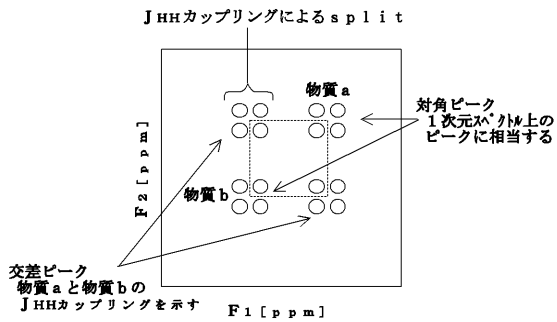 JHHカップリングによるｓｐｌｉｔ
物質ａ
対角ピーク
１次元ｽﾍﾟｸﾄﾙ上の
ピークに相当する
F２［ｐｐｍ］
物質ｂ
交差ピーク
物質ａと物質ｂの
JHHカップリングを示す
F１［ｐｐｍ］